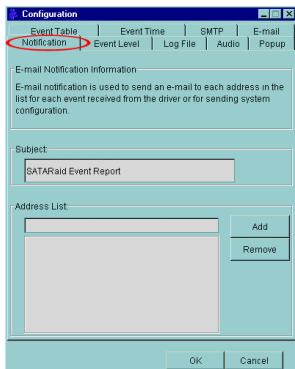 Configuration
Event Table Event Time SMTP E-mail
Notification Event Level Log File Audio Popup
E-mail Notification Information
E-mail notification is used to send an e-mail to each address in the
list for each event received from the driver or for sending system
configuration.
Subject:
SATARaid Event Report
Address List:
Add
Remove
OK Cancel